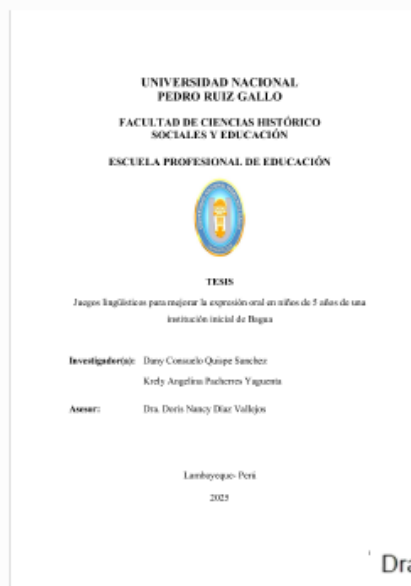 UNIVERSIDAD NACIONAL
PEDRO RUIZ GALLO
FACULTAD DE CIENCIAS HISTÓRICO
SOCIALES Y EDUCACIÓN
ESCUELA PROFESIONAL DE EDUCACIÓN
TESIS
Juegos lingüísticos para mejorar la expresión oral en niños de 5 años de una
institución inicial de Bagua
Investigador(a): Dany Consuelo Quispe Sanchez
Krely Angelina Pacherres Yaguenta
Asesor: Dra. Doris Nancy Díaz Vallejos
Lambayeque- Perú
2025
Dra